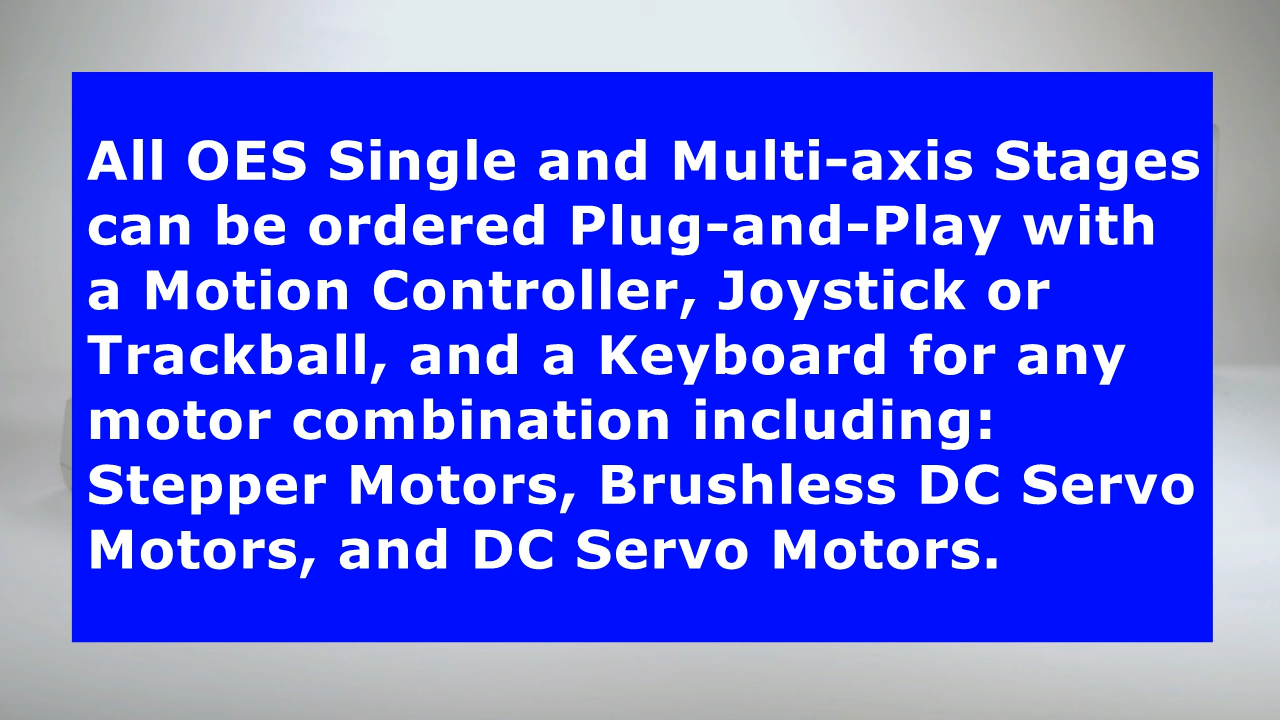 All OES Single and Multi-axis Stages
can be ordered Plug-and-Play with
a Motion Controller, Joystick or
Trackball, and a Keyboard for any
motor combination including:
Stepper Motors, Brushless DC Servo
Motors, and DC Servo Motors.